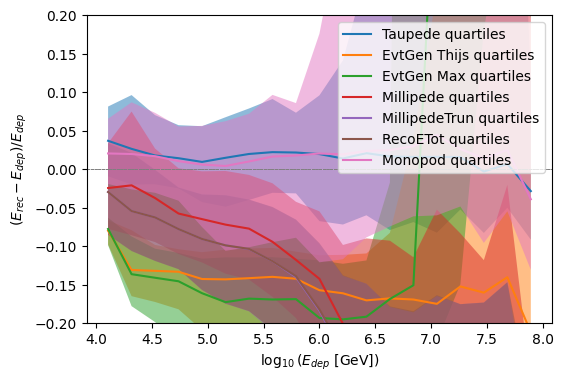 0.20
0.15
0.10
0.05
0.00
−0.05
−0.10
−0.15
−0.20
(E_rec − E_dep)/E_dep
Taupede quartiles
EvtGen Thijs quartiles
EvtGen Max quartiles
Millipede quartiles
MillipedeTrun quartiles
RecoETot quartiles
Monopod quartiles
4.0 4.5 5.0 5.5 6.0 6.5 7.0 7.5 8.0
log₁₀ (E_dep [GeV])